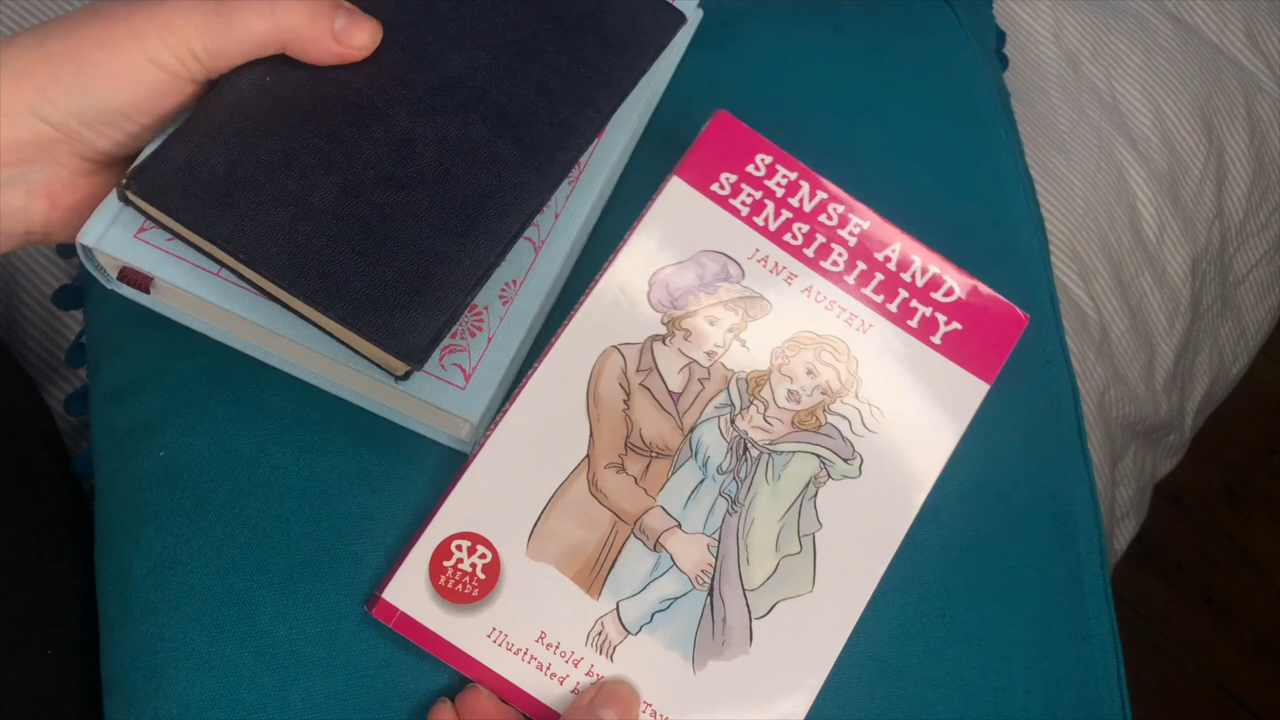 SENSE AND
SENSIBILITY
JANE AUSTEN
RR
REAL
READS
Retold by
Illustrated